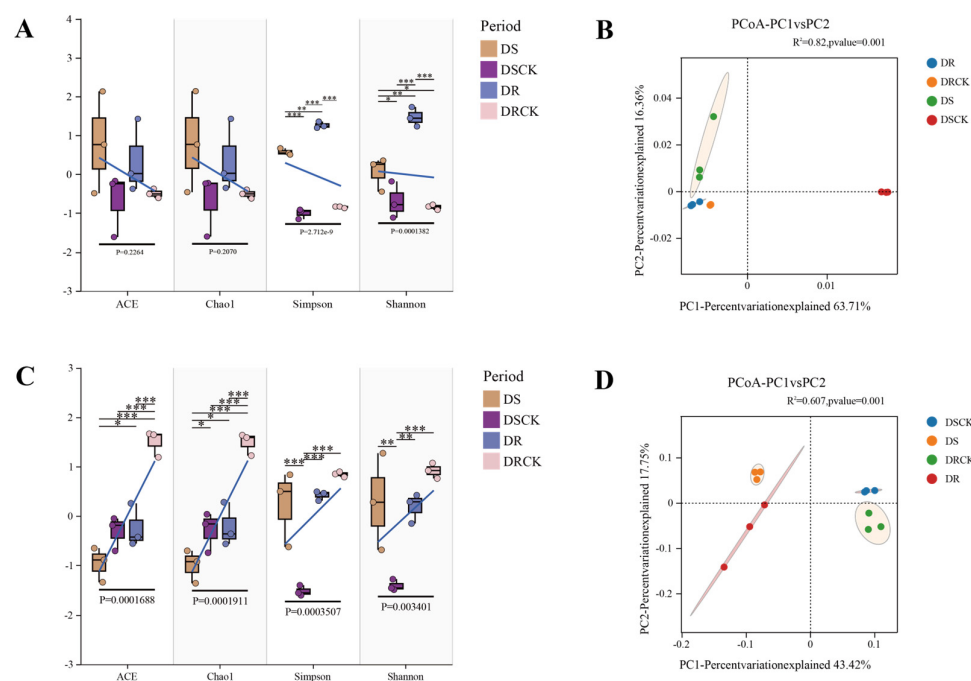 A
4
3
2
1
0
-1
-2
-3
*** *** ** ***
*** *** * ** *
P=0.2264
P=0.2070
P=2.712e-9
P=0.0001382
ACE
Chao1
Simpson
Shannon
Period
DS
DSCK
DR
DRCK
B
PCoA-PC1vsPC2
R²=0.82,pvalue=0.001
PC2-Percentvariationexplained 16.36%
0.04
0.02
0
-0.02
0
0.01
PC1-Percentvariationexplained 63.71%
DR
DRCK
DS
DSCK
C
3
2
1
0
-1
-2
-3
*** *** *** *
*** *** *** * *
*** *** ***
*** ** **
P=0.0001688
P=0.0001911
P=0.0003507
P=0.003401
ACE
Chao1
Simpson
Shannon
Period
DS
DSCK
DR
DRCK
D
PCoA-PC1vsPC2
R²=0.607,pvalue=0.001
PC2-Percentvariationexplained 17.75%
0.1
0
-0.1
-0.2
-0.2
-0.1
0
0.1
PC1-Percentvariationexplained 43.42%
DSCK
DS
DRCK
DR